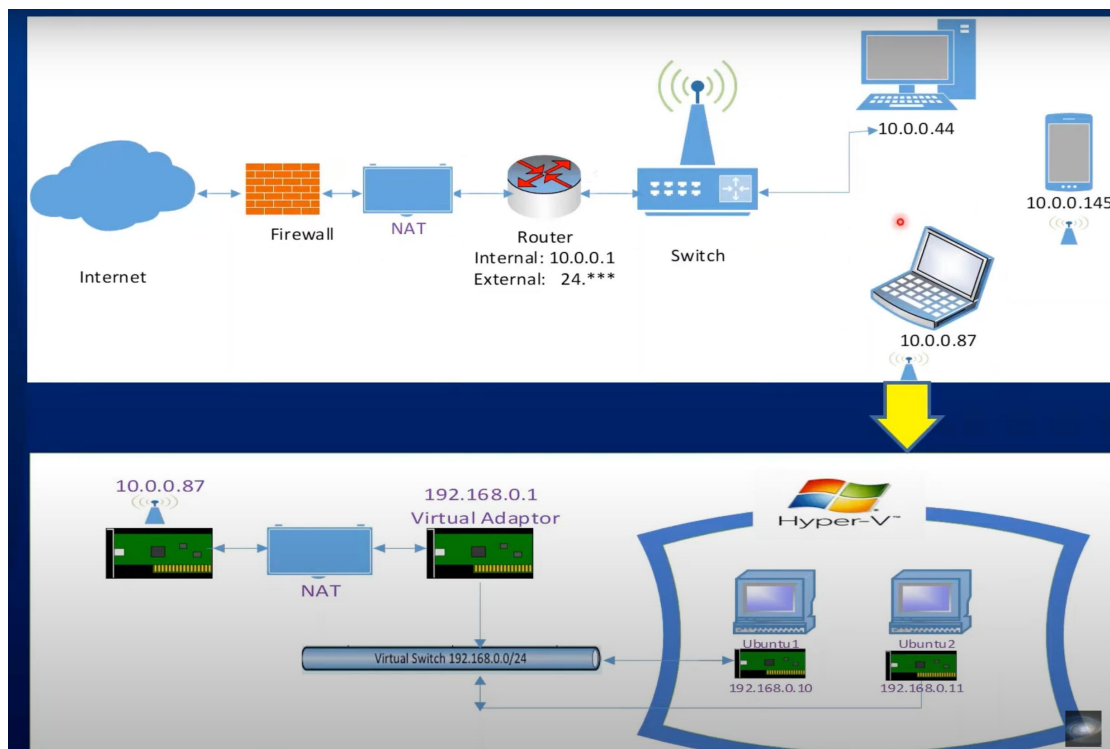 10.0.0.44
10.0.0.145
Firewall
NAT
Router
Internal: 10.0.0.1
External: 24.***
Switch
Internet
10.0.0.87
10.0.0.87
192.168.0.1
Virtual Adaptor
Hyper-V™
NAT
Virtual Switch 192.168.0.0/24
Ubuntu1
Ubuntu2
192.168.0.10
192.168.0.11